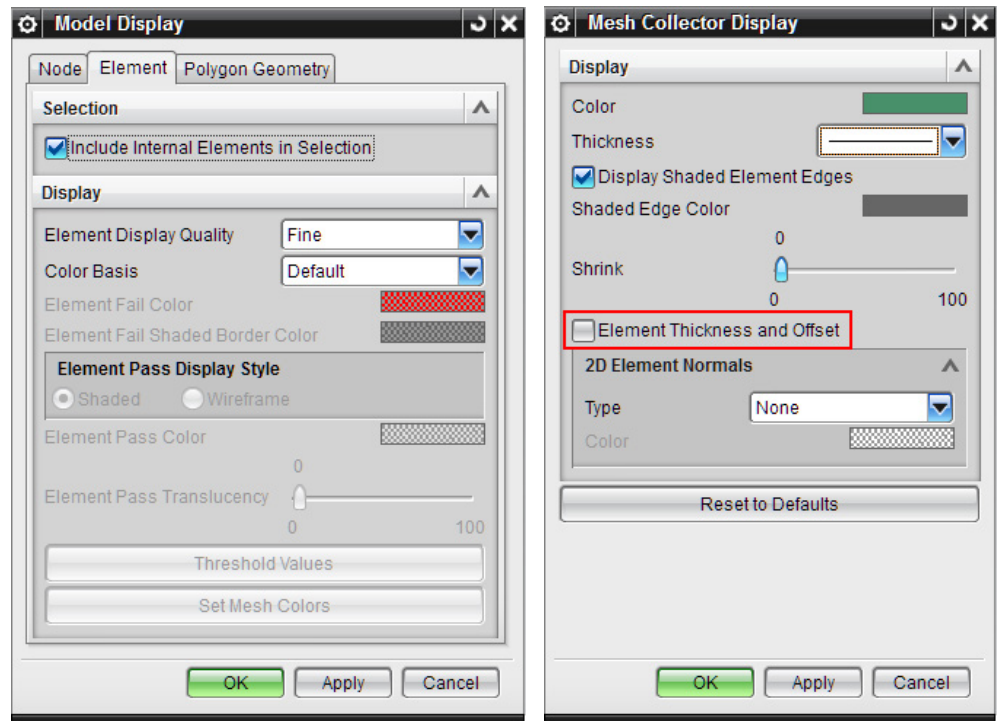 Model Display
Node Element Polygon Geometry
Selection
Include Internal Elements in Selection
Display
Element Display Quality Fine
Color Basis Default
Element Fail Color
Element Fail Shaded Border Color
Element Pass Display Style
Shaded Wireframe
Element Pass Color
0
Element Pass Translucency
0 100
Threshold Values
Set Mesh Colors
OK Apply Cancel
Mesh Collector Display
Display
Color
Thickness
Display Shaded Element Edges
Shaded Edge Color
0
Shrink
0 100
Element Thickness and Offset
2D Element Normals
Type None
Color
Reset to Defaults
OK Apply Cancel